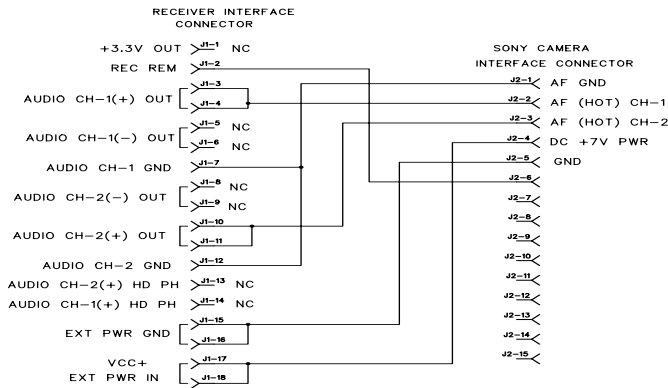 RECEIVER INTERFACE
CONNECTOR
+3.3V OUT J1-1 NC
REC REM J1-2
AUDIO CH-1(+) OUT J1-3
J1-4
AUDIO CH-1(-) OUT J1-5 NC
J1-6 NC
AUDIO CH-1 GND J1-7
AUDIO CH-2(-) OUT J1-8 NC
J1-9 NC
AUDIO CH-2(+) OUT J1-10
J1-11
AUDIO CH-2 GND J1-12
AUDIO CH-2(+) HD PH J1-13 NC
AUDIO CH-1(+) HD PH J1-14 NC
EXT PWR GND J1-15
J1-16
VCC+ J1-17
EXT PWR IN J1-18
SONY CAMERA
INTERFACE CONNECTOR
J2-1 AF GND
J2-2 AF (HOT) CH-1
J2-3 AF (HOT) CH-2
J2-4 DC +7V PWR
J2-5 GND
J2-6
J2-7
J2-8
J2-9
J2-10
J2-11
J2-12
J2-13
J2-14
J2-15